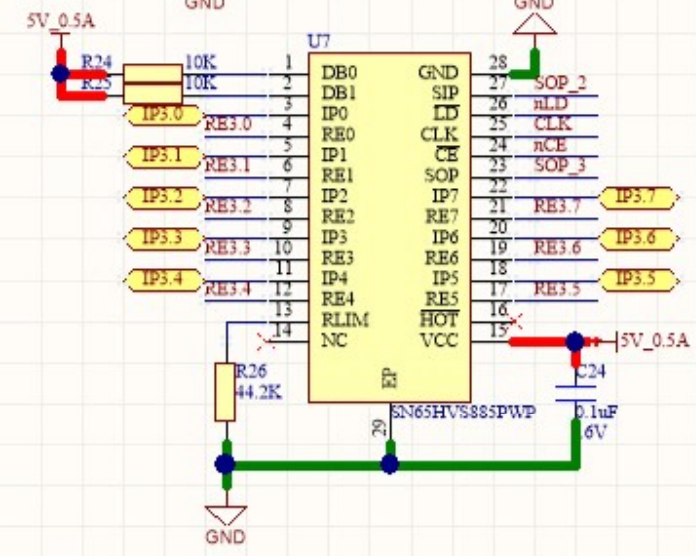 GND
GND
5V_0.5A
U7
R24
10K
R25
10K
1
DB0
GND
28
2
DB1
SIP
27
SOP_2
IP3.0
3
IP0
LD
26
nLD
RE3.0
4
RE0
CLK
25
CLK
IP3.1
5
IP1
CE
24
nCE
RE3.1
6
RE1
SOP
23
SOP_3
IP3.2
7
IP2
IP7
22
IP3.7
RE3.2
8
RE2
RE7
21
RE3.7
IP3.3
9
IP3
IP6
20
IP3.6
RE3.3
10
RE3
RE6
19
RE3.6
IP3.4
11
IP4
IP5
18
IP3.5
RE3.4
12
RE4
RE5
17
RE3.5
13
RLIM
HOT
16
14
NC
VCC
15
5V_0.5A
R26
44.2K
EP
C24
SN65HVS885PWP
0.1uF
29
6V
GND